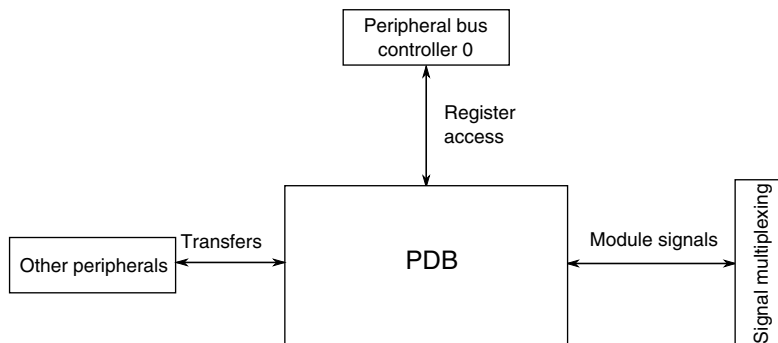 Peripheral bus
controller 0
Register
access
Transfers
Other peripherals
PDB
Module signals
Signal multiplexing